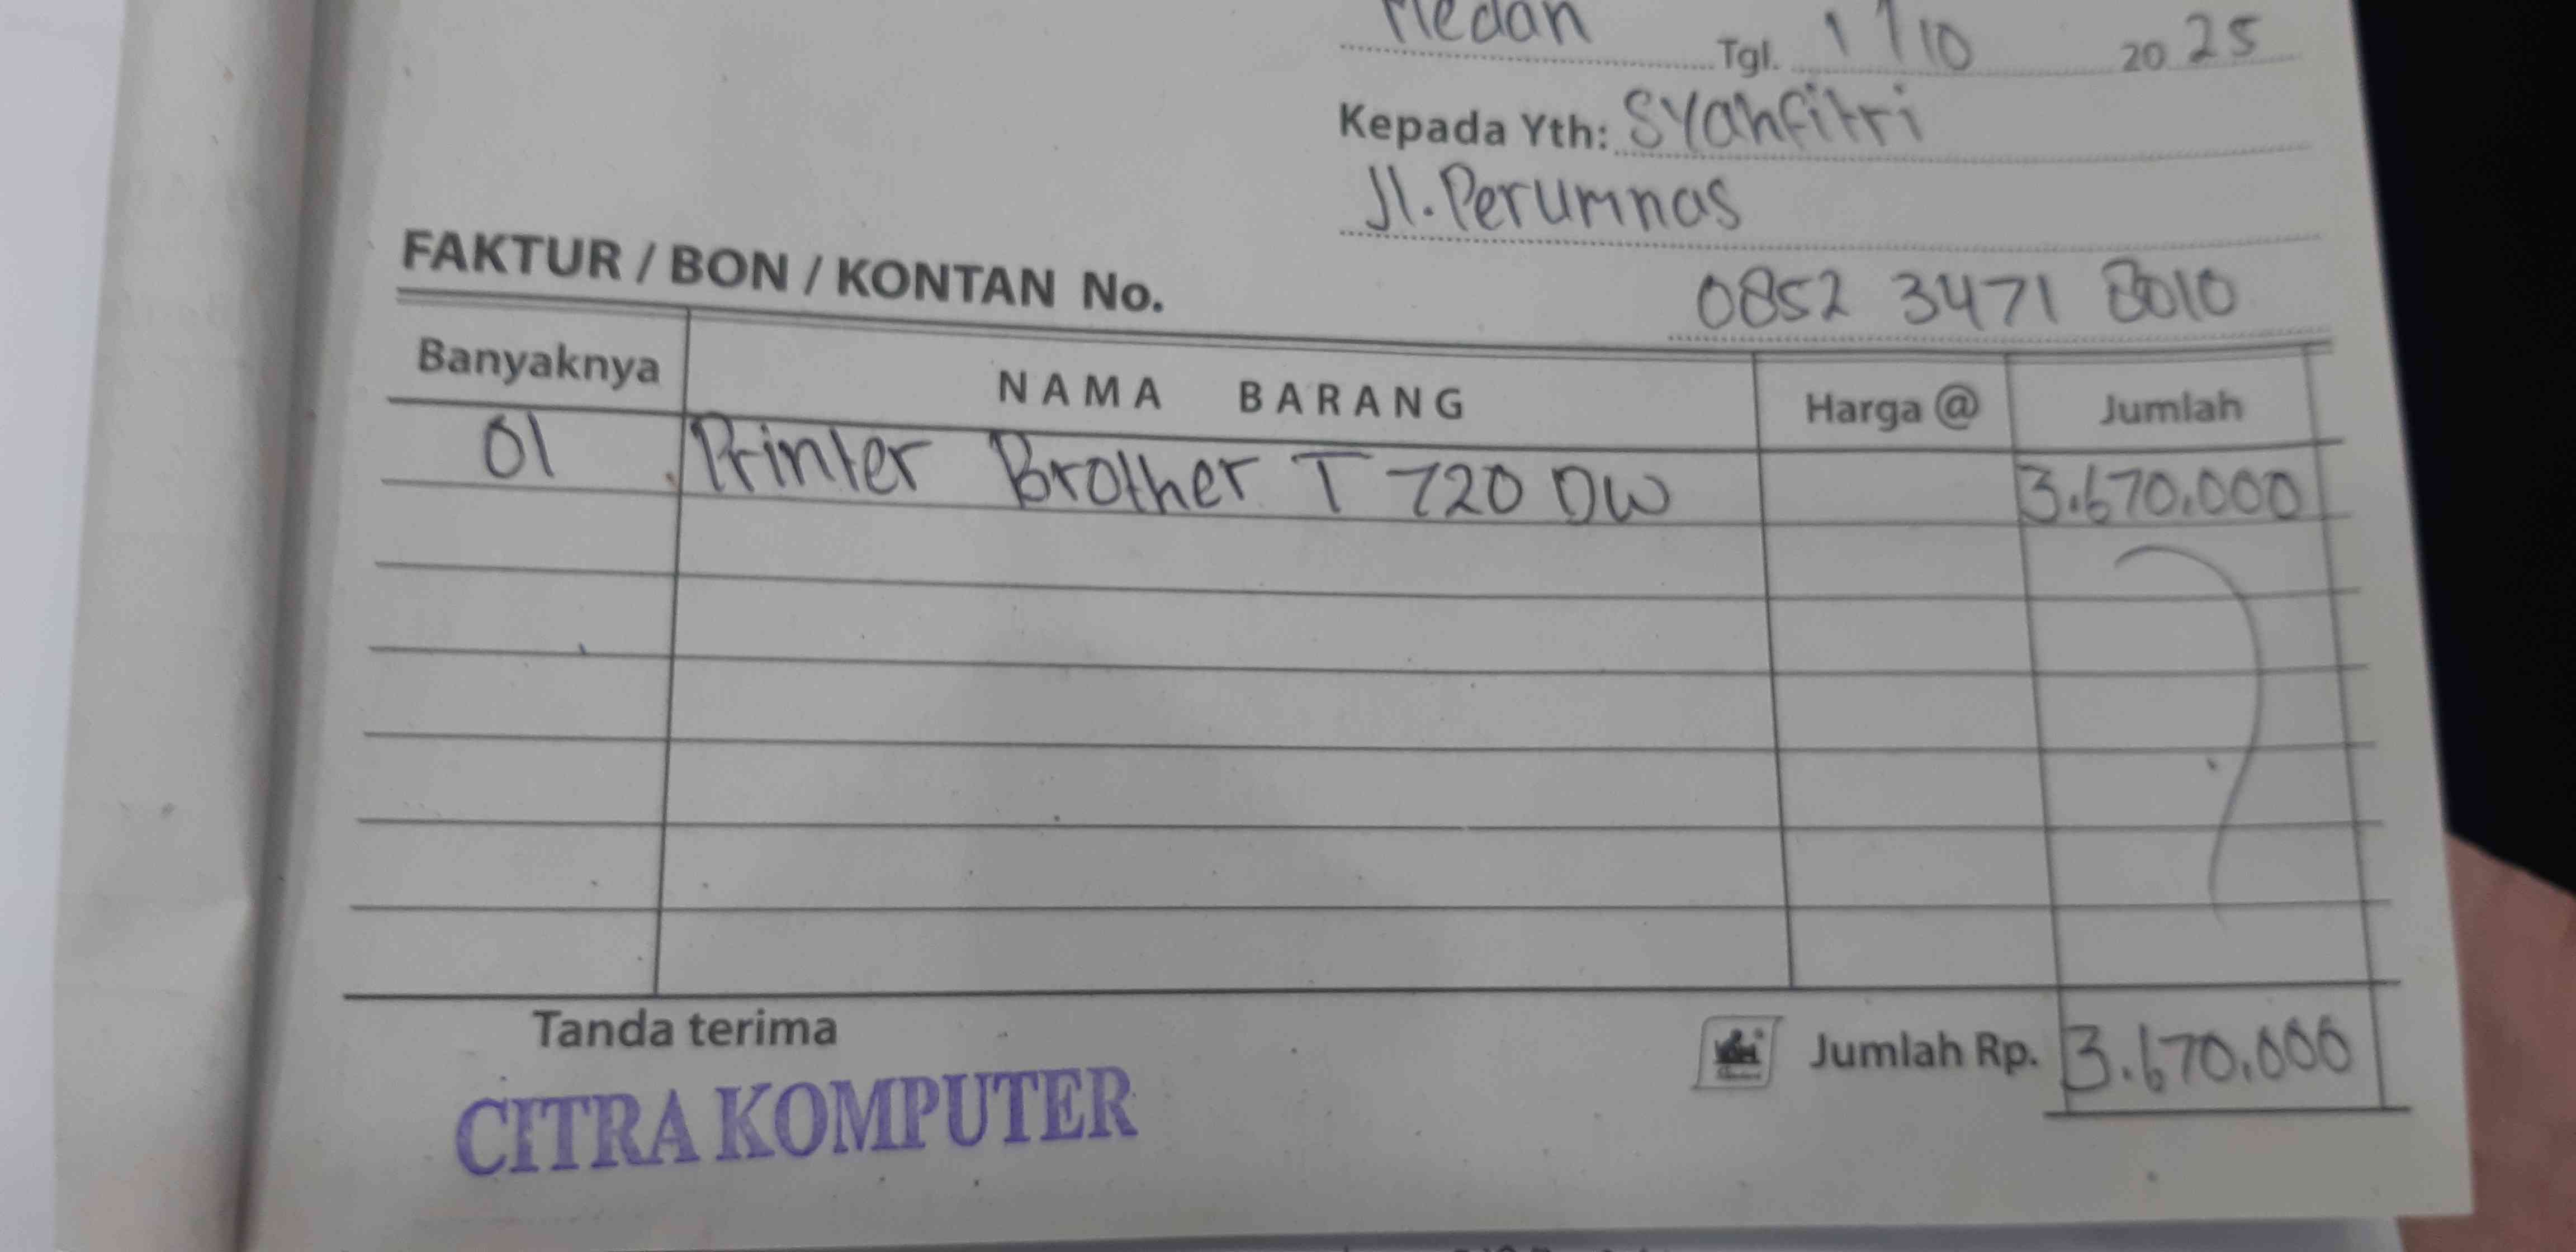 Medan Tgl. 1/10 20 25
Kepada Yth: Syahfitri
Jl. Perumnas
FAKTUR / BON / KONTAN No.
0852 3471 8010
Banyaknya NAMA BARANG Harga @ Jumlah
01 Printer Brother T 720 DW 3.670.000
Tanda terima Jumlah Rp. 3.670.000
CITRA KOMPUTER